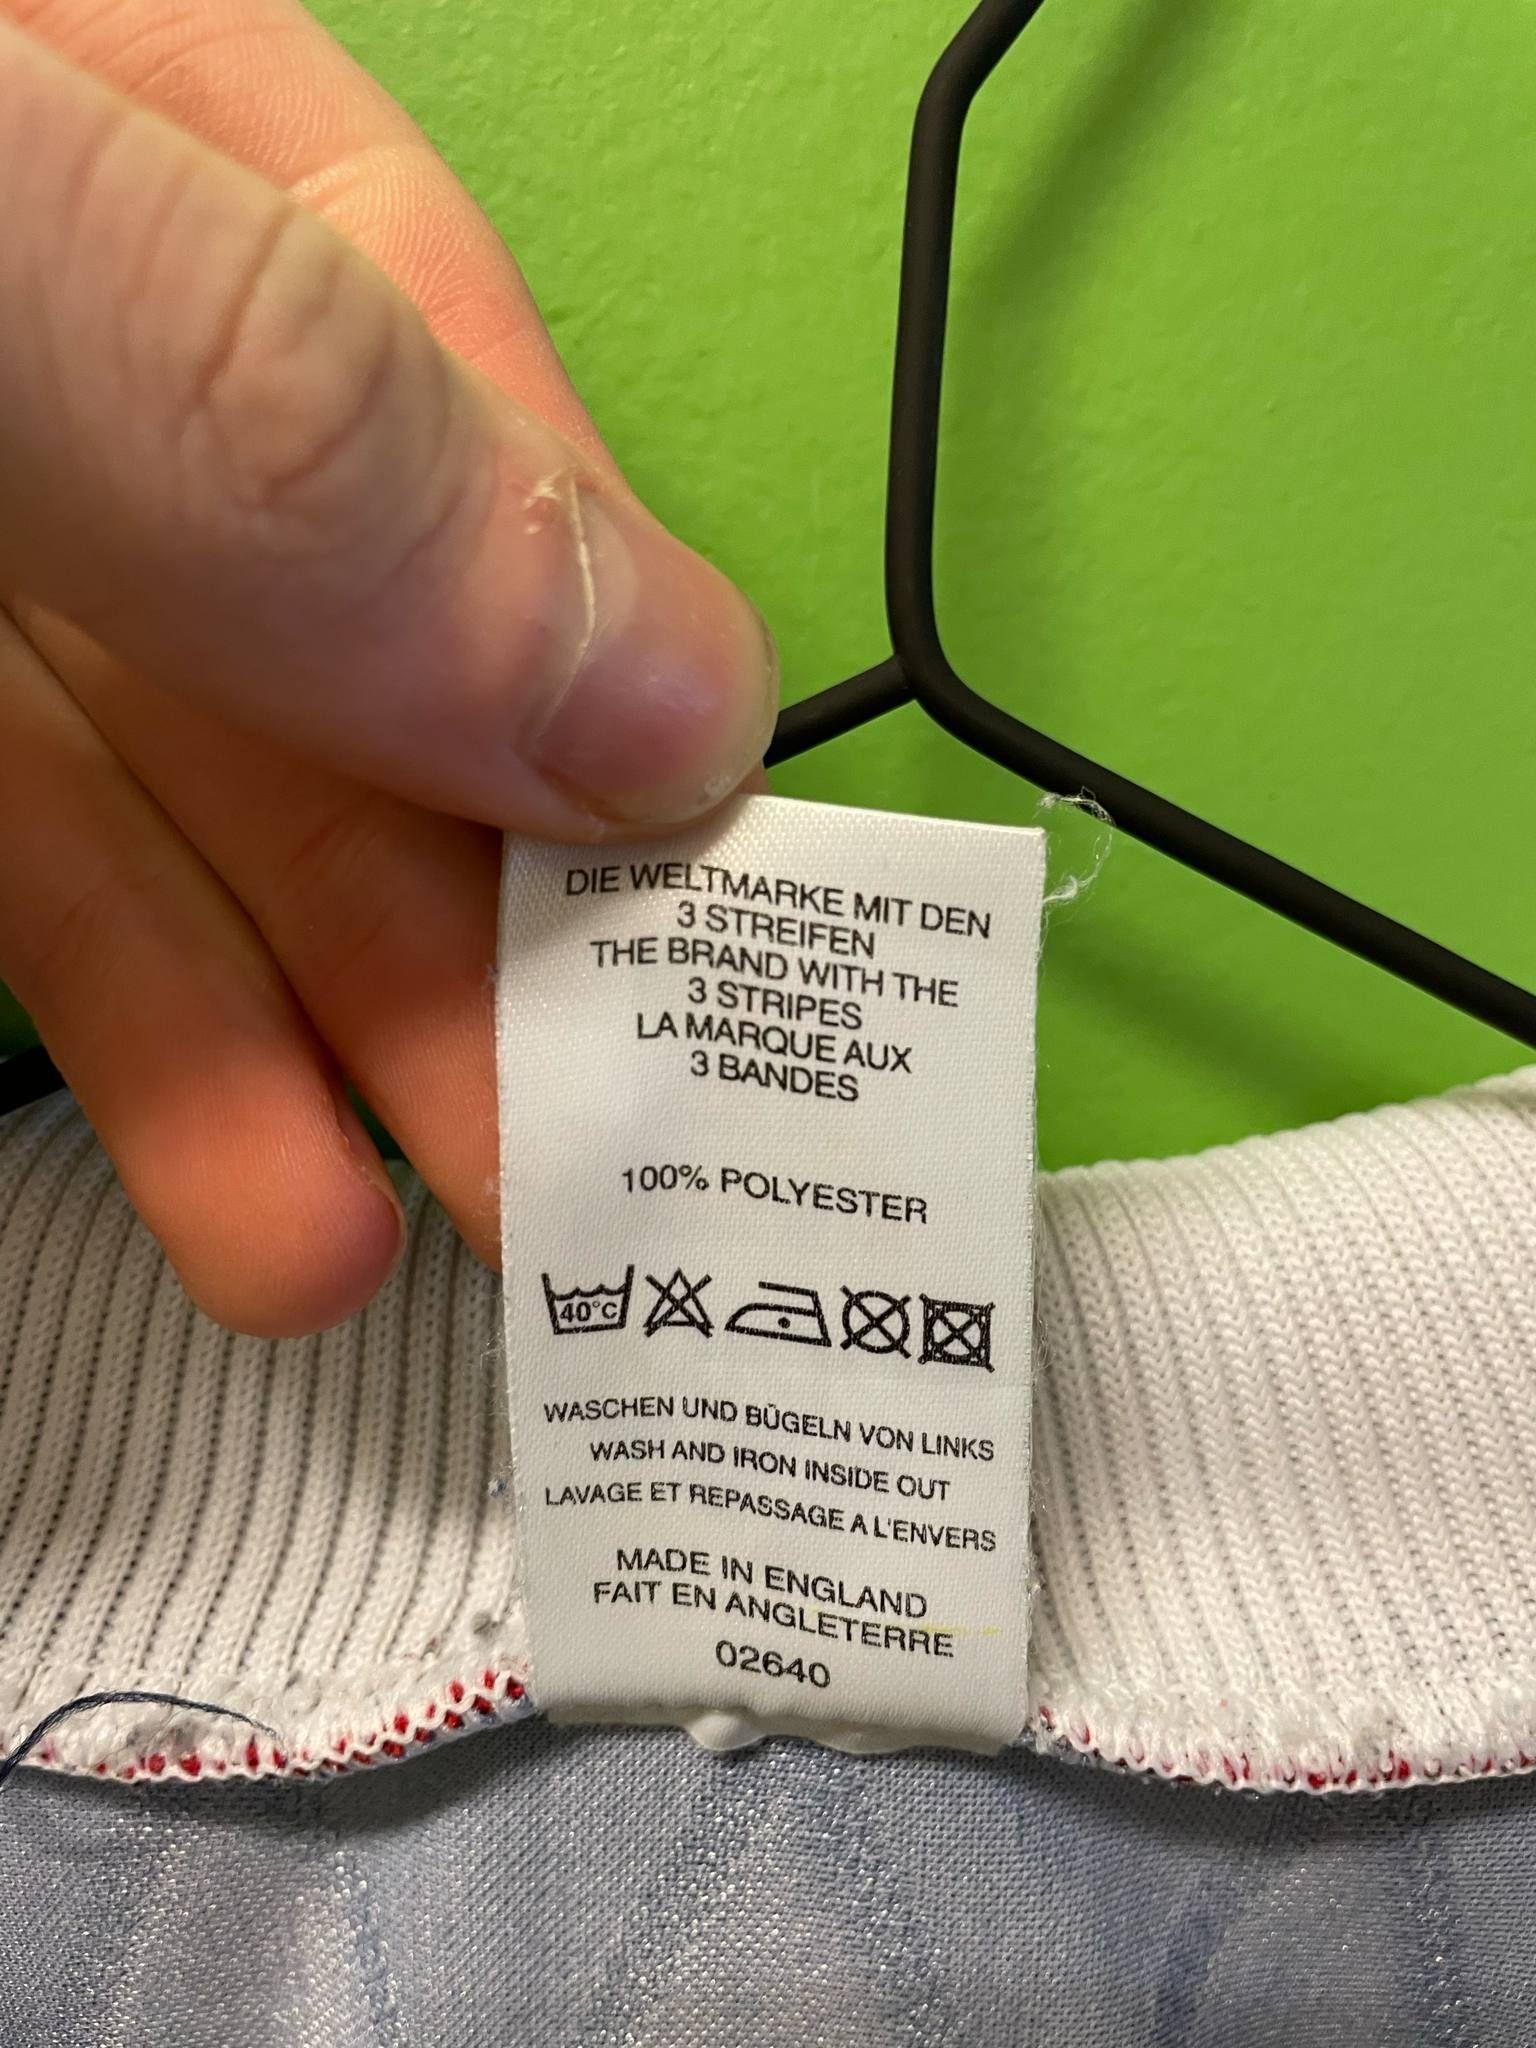 DIE WELTMARKE MIT DEN
3 STREIFEN
THE BRAND WITH THE
3 STRIPES
LA MARQUE AUX
3 BANDES
100% POLYESTER
40°C
WASCHEN UND BÜGELN VON LINKS
WASH AND IRON INSIDE OUT
LAVAGE ET REPASSAGE A L'ENVERS
MADE IN ENGLAND
FAIT EN ANGLETERRE
02640